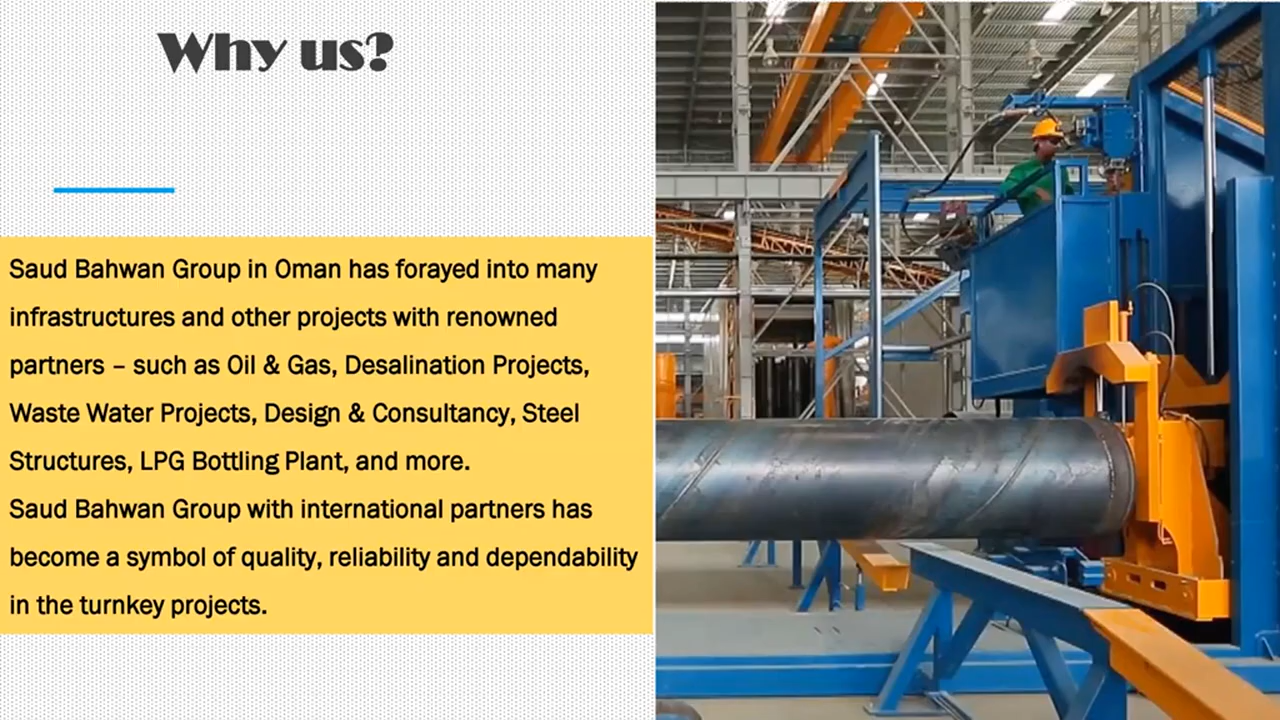 Why us?
Saud Bahwan Group in Oman has forayed into many
infrastructures and other projects with renowned
partners – such as Oil & Gas, Desalination Projects,
Waste Water Projects, Design & Consultancy, Steel
Structures, LPG Bottling Plant, and more.
Saud Bahwan Group with international partners has
become a symbol of quality, reliability and dependability
in the turnkey projects.